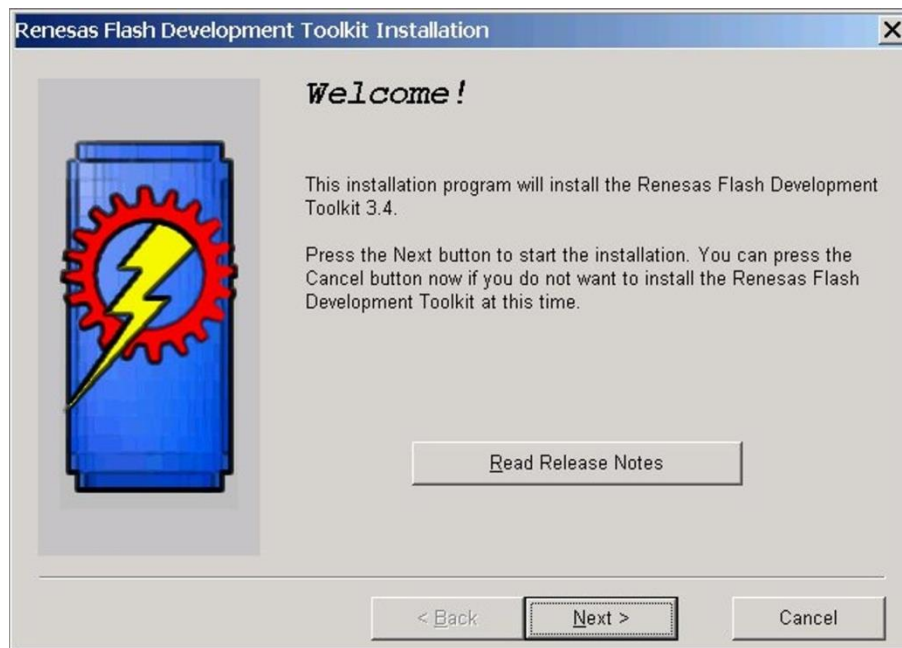 Renesas Flash Development Toolkit Installation
Welcome!
This installation program will install the Renesas Flash Development
Toolkit 3.4.
Press the Next button to start the installation. You can press the
Cancel button now if you do not want to install the Renesas Flash
Development Toolkit at this time.
Read Release Notes
< Back
Next >
Cancel